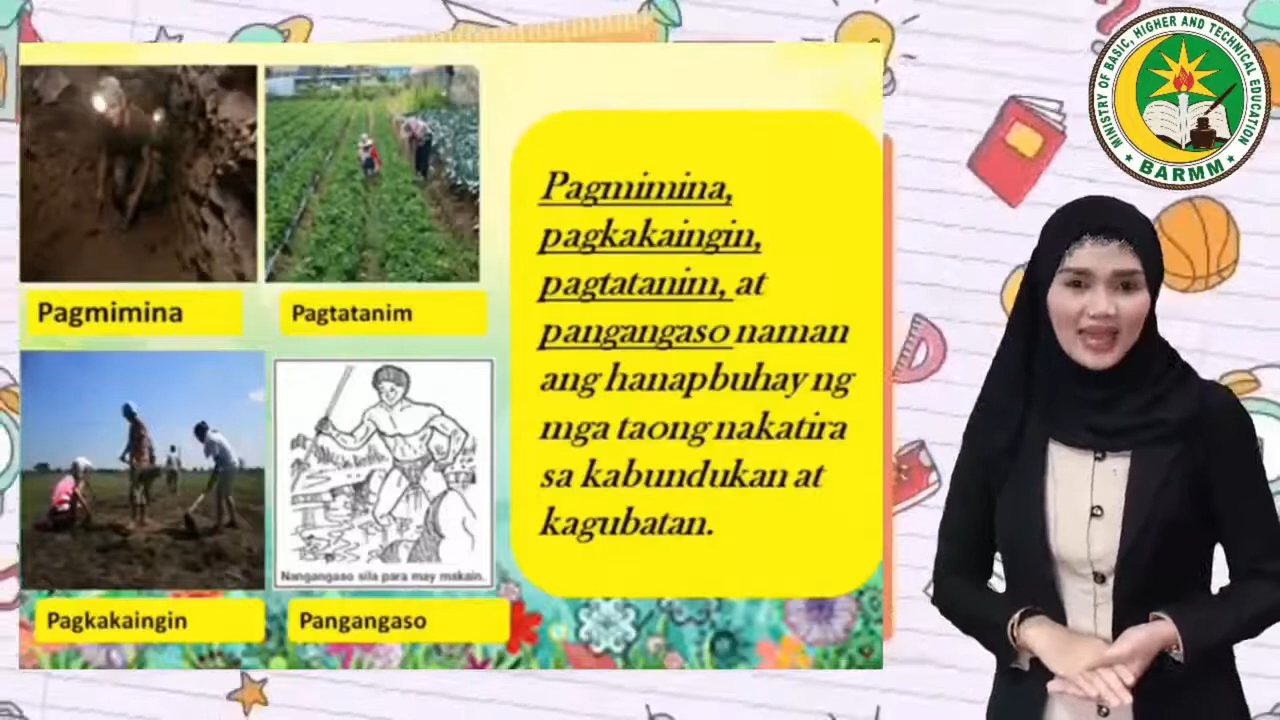 MINISTRY OF BASIC, HIGHER AND TECHNICAL EDUCATION
BARMM
Pagmimina
Pagtatanim
Nangangaso sila para may makain.
Pagkakaingin
Pangangaso
Pagmimina,
pagkakaingin,
pagtatanim, at
pangangaso naman
ang hanapbuhay ng
mga taong nakatira
sa kabundukan at
kagubatan.